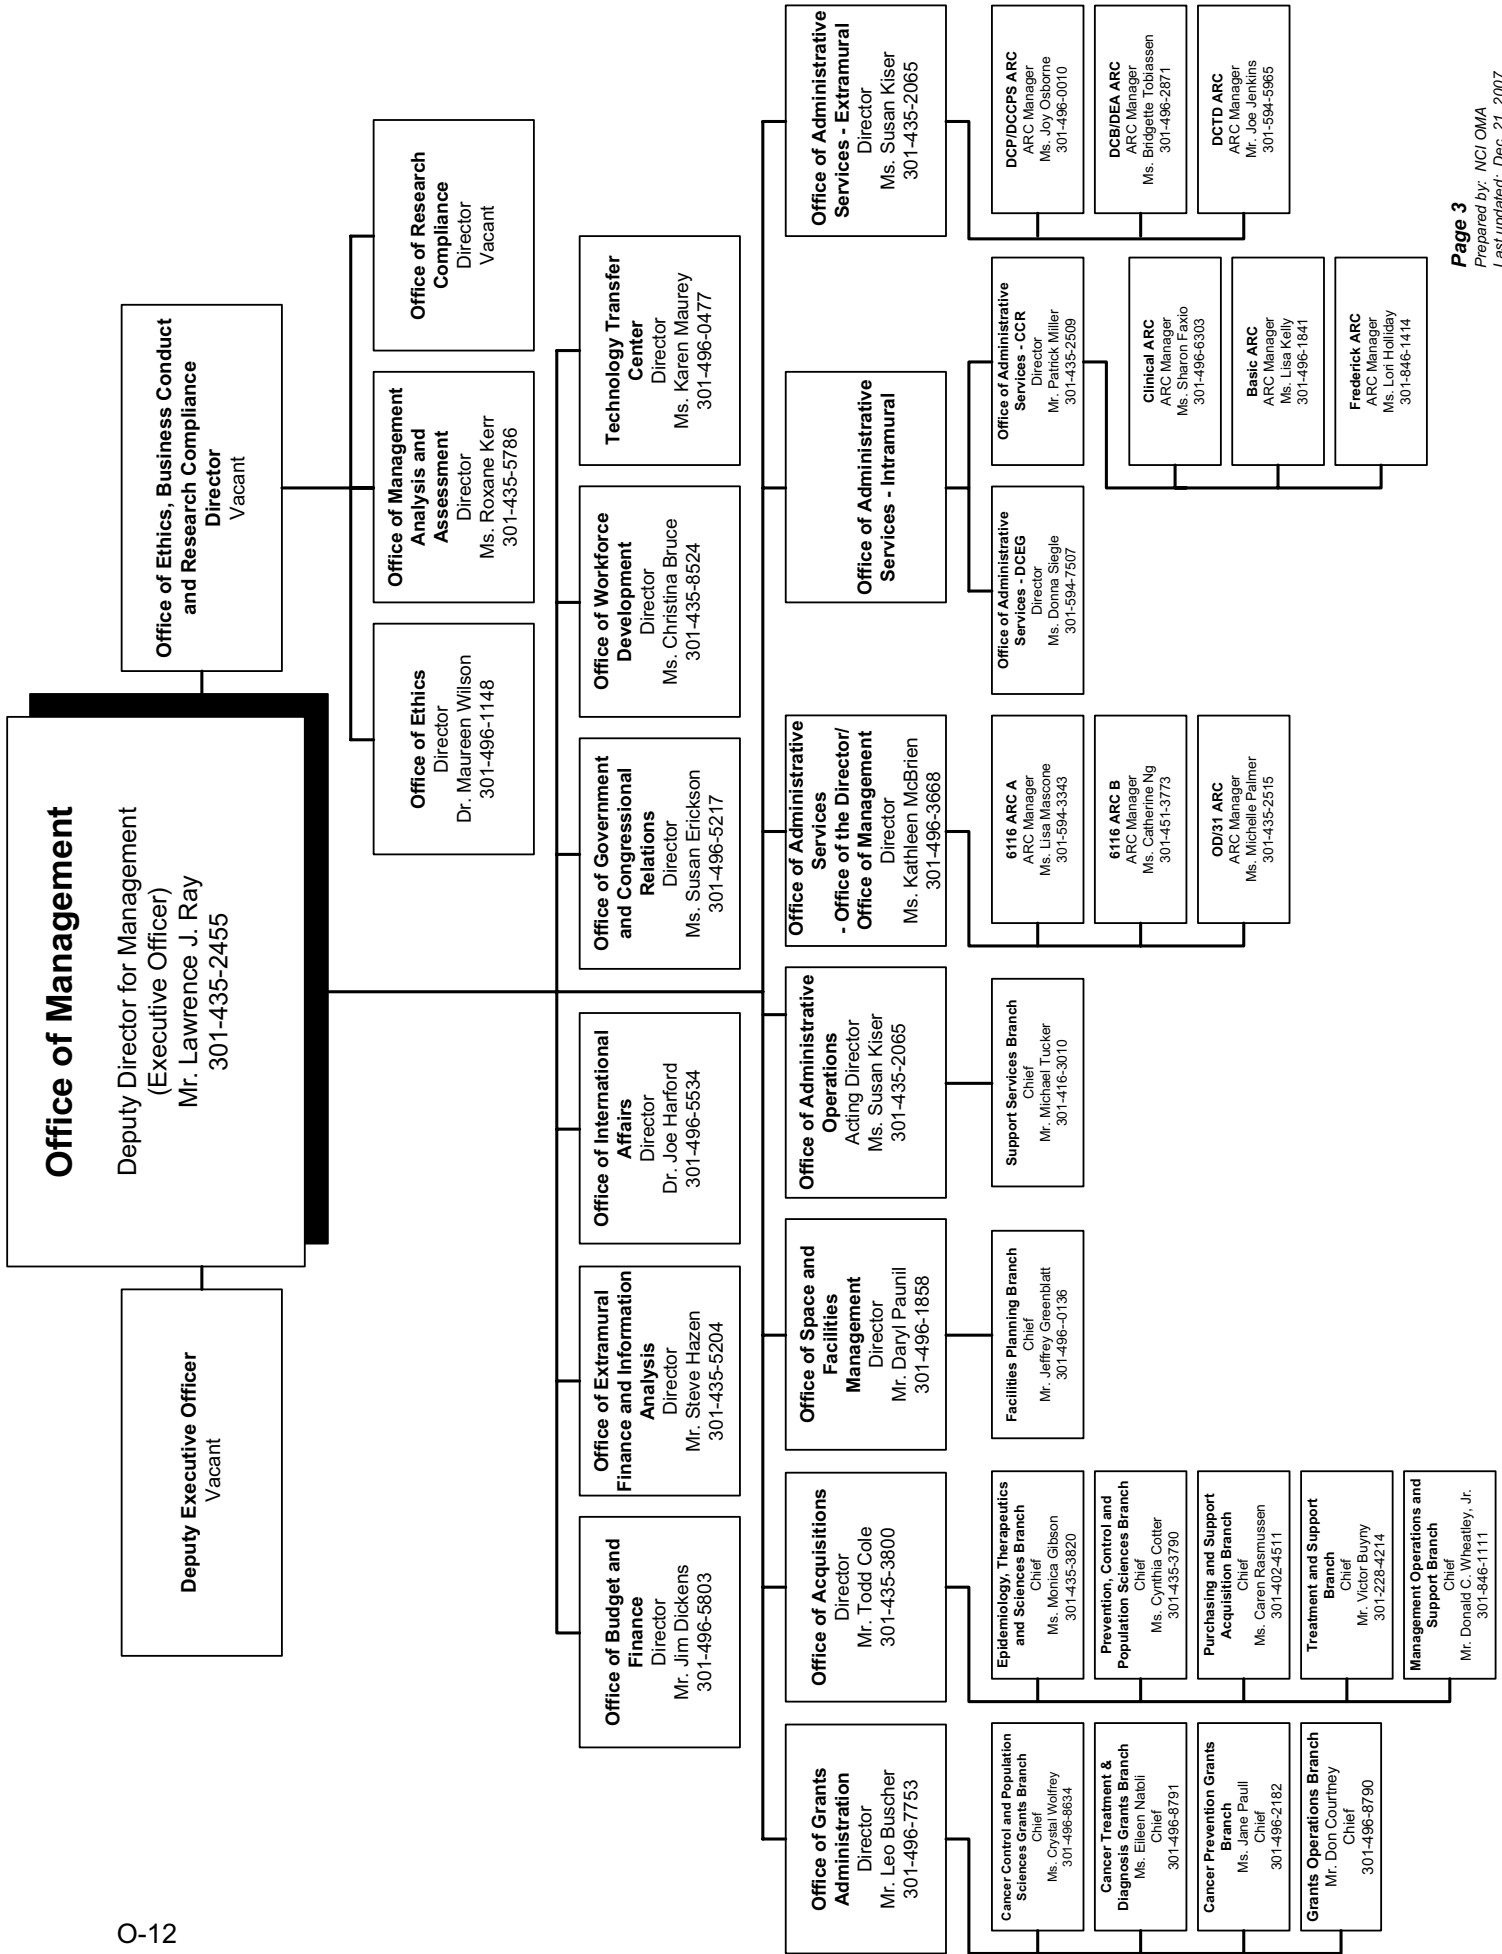 Office of Management
Deputy Director for Management
(Executive Officer)
Mr. Lawrence J. Ray
301-435-2455
Deputy Executive Officer
Vacant
Office of Ethics, Business Conduct
and Research Compliance
Director
Vacant
Office of Ethics
Director
Dr. Maureen Wilson
301-496-1148
Office of Management
Analysis and
Assessment
Director
Ms. Roxane Kerr
301-435-5786
Office of Research
Compliance
Director
Vacant
Office of Budget and
Finance
Director
Mr. Jim Dickens
301-496-5803
Office of Extramural
Finance and Information
Analysis
Director
Mr. Steve Hazen
301-435-5204
Office of International
Affairs
Director
Dr. Joe Harford
301-496-5534
Office of Government
and Congressional
Relations
Director
Ms. Susan Erickson
301-496-5217
Office of Workforce
Development
Director
Ms. Christina Bruce
301-435-8524
Technology Transfer
Center
Director
Ms. Karen Maurey
301-496-0477
Office of Grants
Administration
Director
Mr. Leo Buscher
301-496-7753
Office of Acquisitions
Director
Mr. Todd Cole
301-435-3800
Office of Space and
Facilities
Management
Director
Mr. Daryl Paunil
301-496-1858
Office of Administrative
Operations
Acting Director
Ms. Susan Kiser
301-435-2065
Office of Administrative
Services
- Office of the Director/
Office of Management
Director
Ms. Kathleen McBrien
301-496-3668
Office of Administrative
Services - Intramural
Office of Administrative
Services - Extramural
Director
Ms. Susan Kiser
301-435-2065
Cancer Control and Population
Sciences Grants Branch
Chief
Ms. Crystal Wolfrey
301-496-8634
Cancer Treatment &
Diagnosis Grants Branch
Ms. Eileen Natoli
Chief
301-496-8791
Cancer Prevention Grants
Branch
Ms. Jane Paull
Chief
301-496-2182
Grants Operations Branch
Mr. Don Courtney
Chief
301-496-8790
Epidemiology, Therapeutics
and Sciences Branch
Chief
Ms. Monica Gibson
301-435-3820
Prevention, Control and
Population Sciences Branch
Chief
Ms. Cynthia Cotter
301-435-3790
Purchasing and Support
Acquisition Branch
Chief
Ms. Caren Rasmussen
301-402-4511
Treatment and Support
Branch
Chief
Mr. Victor Buyny
301-228-4214
Management Operations and
Support Branch
Chief
Mr. Donald C. Wheatley, Jr.
301-846-1111
Facilities Planning Branch
Chief
Mr. Jeffrey Greenblatt
301-496--0136
Support Services Branch
Chief
Mr. Michael Tucker
301-416-3010
6116 ARC A
ARC Manager
Ms. Lisa Mascone
301-594-3343
6116 ARC B
ARC Manager
Ms. Catherine Ng
301-451-3773
OD/31 ARC
ARC Manager
Ms. Michelle Palmer
301-435-2515
Office of Administrative
Services - DCEG
Director
Ms. Donna Siegle
301-594-7507
Office of Administrative
Services - CCR
Director
Mr. Patrick Miller
301-435-2509
Clinical ARC
ARC Manager
Ms. Sharon Faxio
301-496-6303
Basic ARC
ARC Manager
Ms. Lisa Kelly
301-496-1841
Frederick ARC
ARC Manager
Ms. Lori Holliday
301-846-1414
DCP/DCCPS ARC
ARC Manager
Ms. Joy Osborne
301-496-0010
DCB/DEA ARC
ARC Manager
Ms. Bridgette Tobiassen
301-496-2871
DCTD ARC
ARC Manager
Mr. Joe Jenkins
301-594-5965
Page 3
Prepared by: NCI OMA
Last updated: Dec. 21, 2007
O-12